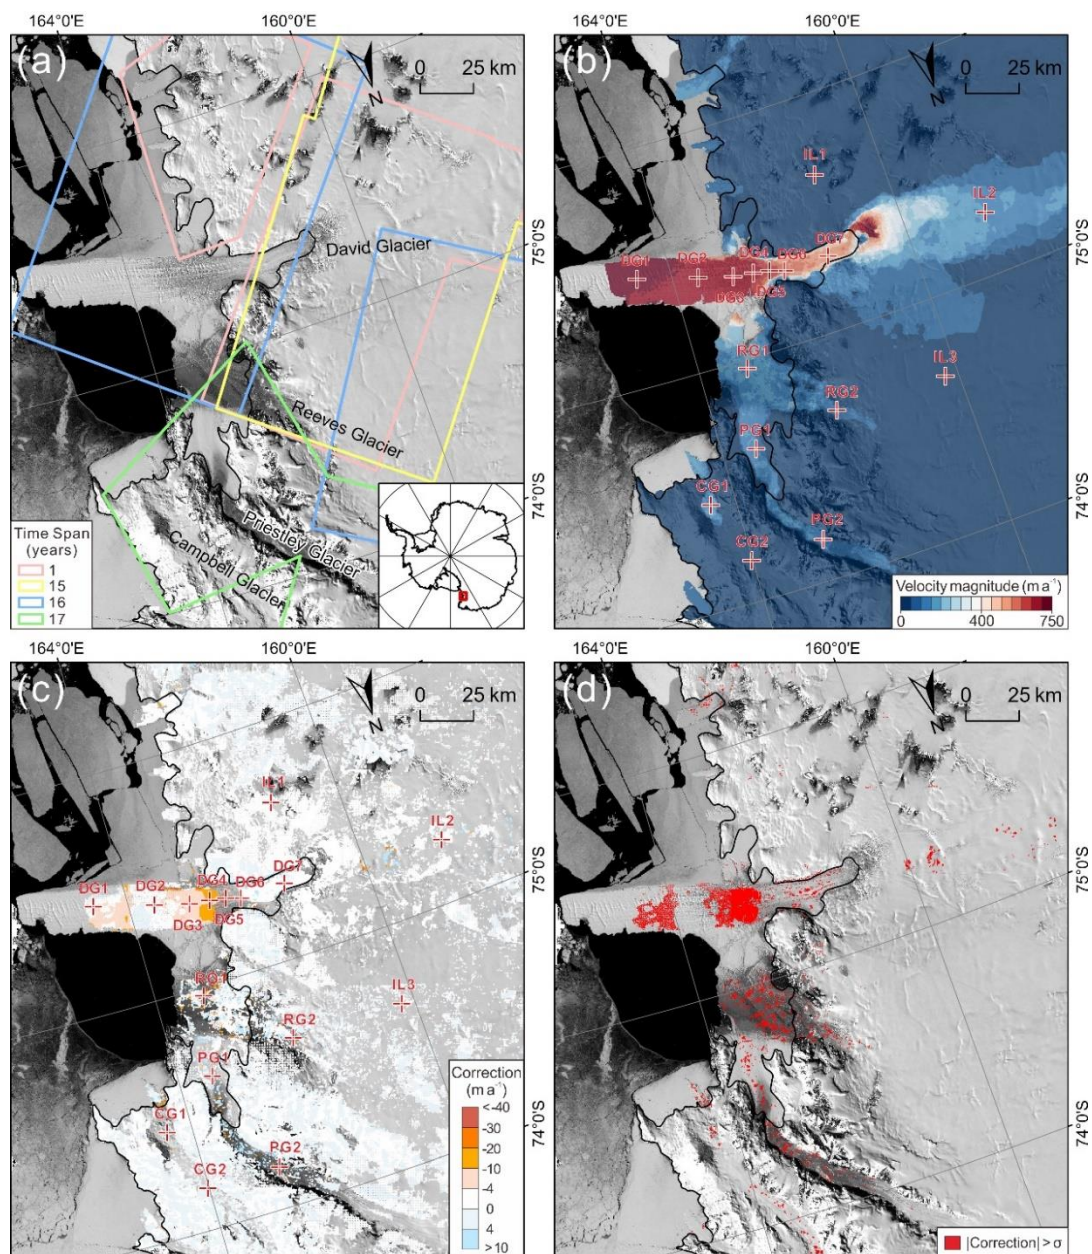 164°0'E
160°0'E
(a)
0 25 km
N
David Glacier
75°0'S
Reeves Glacier
74°0'S
Priestley Glacier
Campbell Glacier
Time Span
(years)
1
15
16
17
164°0'E
160°0'E
(b)
0 25 km
N
IL1
IL2
DG7
DG1
DG2
DG3
DG4
DG5
DG6
75°0'S
RG1
IL3
RG2
PG1
CG1
PG2
CG2
74°0'S
Velocity magnitude (m a⁻¹)
0 400 750
164°0'E
160°0'E
(c)
0 25 km
N
IL1
IL2
DG7
DG1
DG2
DG4
DG6
DG3
DG5
75°0'S
RG1
IL3
RG2
PG1
CG1
PG2
CG2
74°0'S
Correction
(m a⁻¹)
<-40
-30
-20
-10
-4
0
4
>10
164°0'E
160°0'E
(d)
0 25 km
N
75°0'S
74°0'S
|Correction| > σ